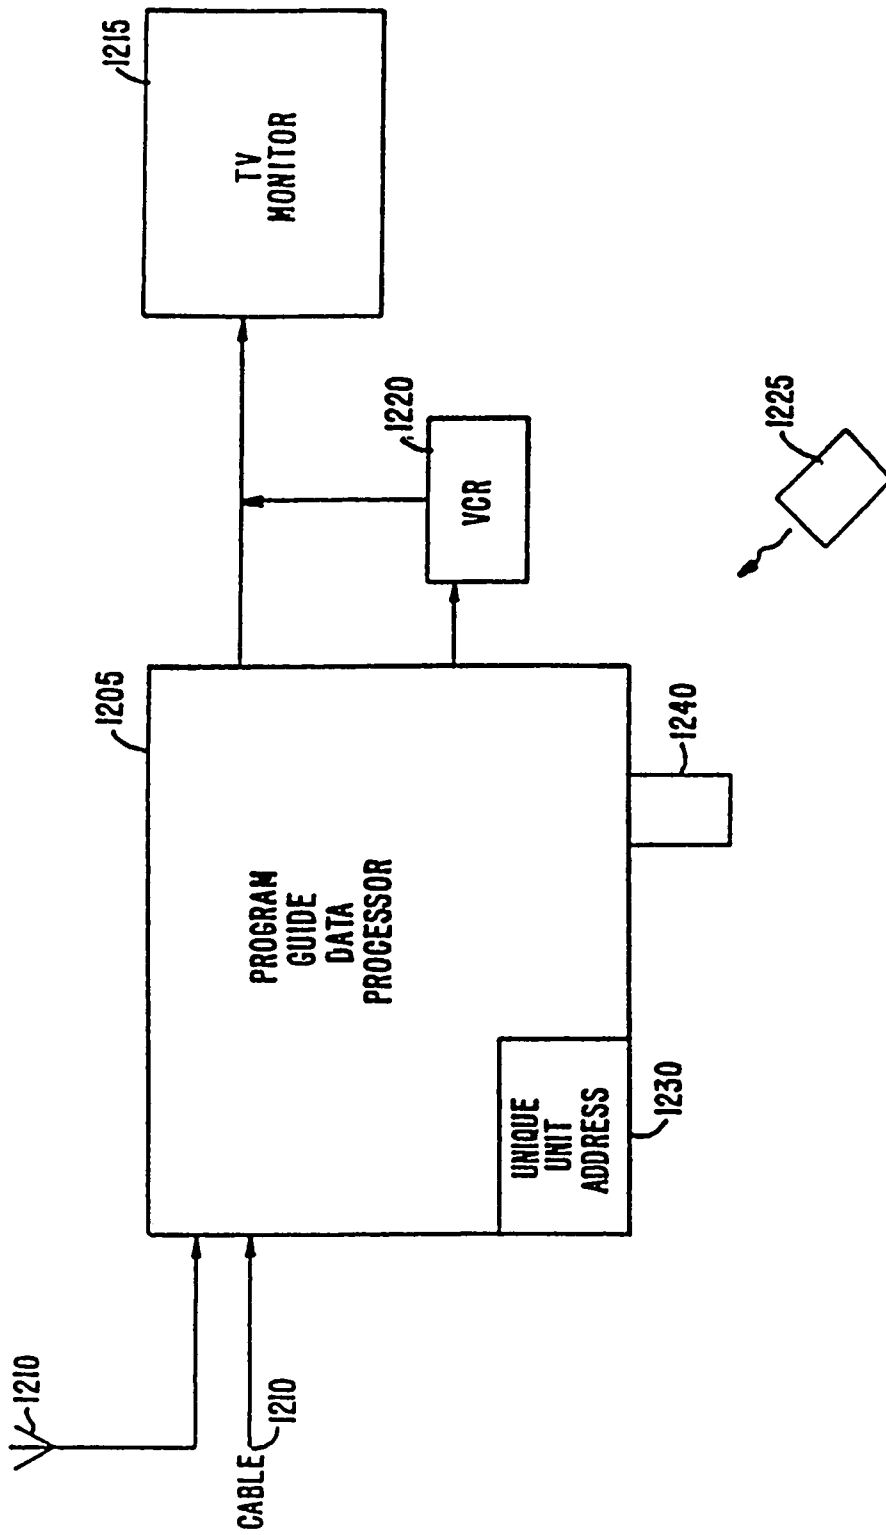 1210
CABLE
1210
1205
PROGRAM
GUIDE
DATA
PROCESSOR
UNIQUE
UNIT
ADDRESS
1230
1240
VCR
1220
TV
MONITOR
1215
1225